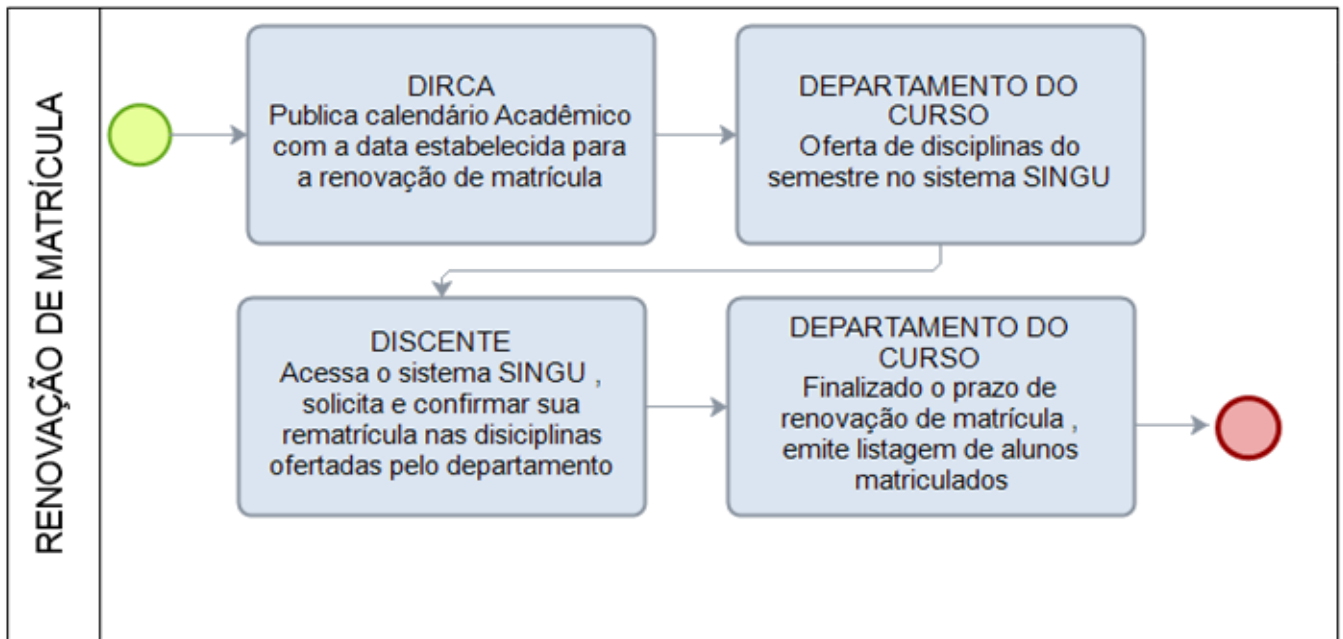 RENOVAÇÃO DE MATRÍCULA
DIRCA
Publica calendário Acadêmico
com a data estabelecida para
a renovação de matrícula
DEPARTAMENTO DO
CURSO
Oferta de disciplinas do
semestre no sistema SINGU
DISCENTE
Acessa o sistema SINGU ,
solicita e confirmar sua
rematrícula nas disiciplinas
ofertadas pelo departamento
DEPARTAMENTO DO
CURSO
Finalizado o prazo de
renovação de matrícula ,
emite listagem de alunos
matriculados